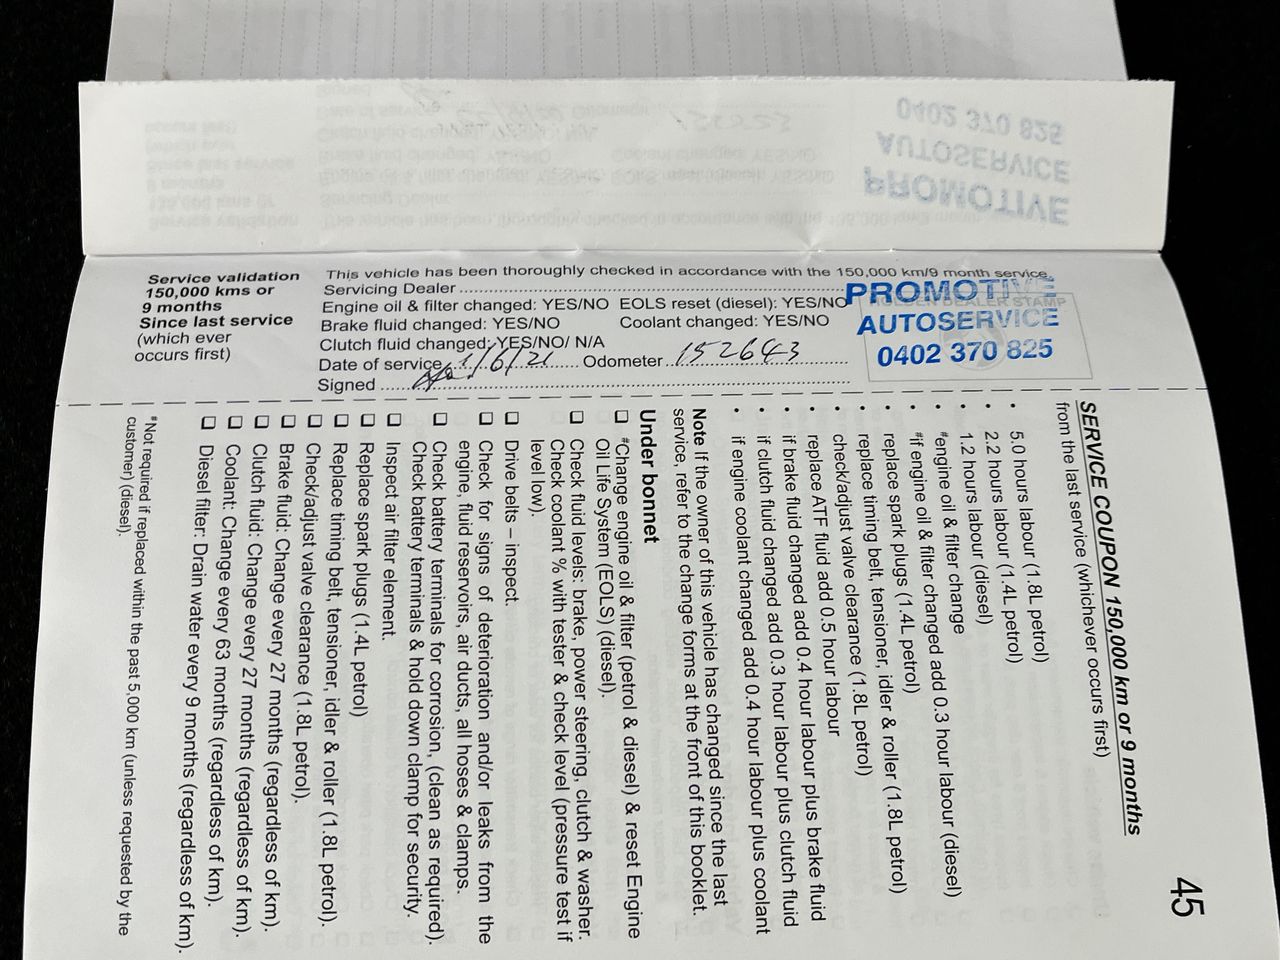 Service validation
150,000 kms or
9 months
Since last service
(which ever
occurs first)
This vehicle has been thoroughly checked in accordance with the 150,000 km/9 month service.
Servicing Dealer
Engine oil & filter changed: YES/NO EOLS reset (diesel): YES/NO
Brake fluid changed: YES/NO Coolant changed: YES/NO
Clutch fluid changed: YES/NO/ N/A
Date of service 1/6/21 Odometer 152643
Signed
HOLDEN DEALER STAMP
PROMOTIVE
AUTOSERVICE
0402 370 825
45
SERVICE COUPON 150,000 km or 9 months
from the last service (whichever occurs first)
• 5.0 hours labour (1.8L petrol)
• 2.2 hours labour (1.4L petrol)
• 1.2 hours labour (diesel)
• #engine oil & filter change
• #if engine oil & filter changed add 0.3 hour labour (diesel)
• replace spark plugs (1.4L petrol)
• replace timing belt, tensioner, idler & roller (1.8L petrol)
• check/adjust valve clearance (1.8L petrol)
• replace ATF fluid add 0.5 hour labour
• if brake fluid changed add 0.4 hour labour plus brake fluid
• if clutch fluid changed add 0.3 hour labour plus clutch fluid
• if engine coolant changed add 0.4 hour labour plus coolant
Note If the owner of this vehicle has changed since the last
service, refer to the change forms at the front of this booklet.
Under bonnet
❑ #Change engine oil & filter (petrol & diesel) & reset Engine
Oil Life System (EOLS) (diesel).
❑ Check fluid levels: brake, power steering, clutch & washer.
Check coolant % with tester & check level (pressure test if
level low).
❑ Drive belts – inspect.
❑ Check for signs of deterioration and/or leaks from the
engine, fluid reservoirs, air ducts, all hoses & clamps.
❑ Check battery terminals for corrosion, (clean as required).
Check battery terminals & hold down clamp for security.
❑ Inspect air filter element.
❑ Replace spark plugs (1.4L petrol)
❑ Replace timing belt, tensioner, idler & roller (1.8L petrol).
❑ Check/adjust valve clearance (1.8L petrol).
❑ Brake fluid: Change every 27 months (regardless of km).
❑ Clutch fluid: Change every 27 months (regardless of km).
❑ Coolant: Change every 63 months (regardless of km).
❑ Diesel filter: Drain water every 9 months (regardless of km).
#Not required if replaced within the past 5,000 km (unless requested by the
customer) (diesel).